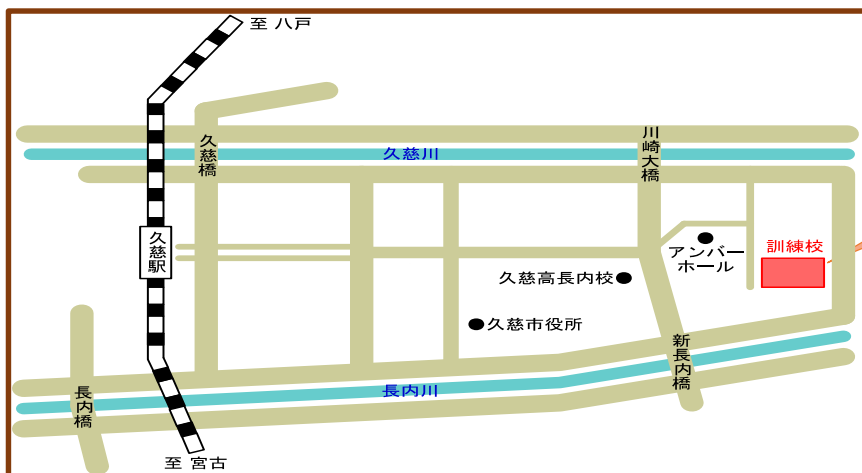 至 八戸
久慈橋
川崎大橋
久慈川
久慈駅
アンバー
ホール
訓練校
久慈高長内校
久慈市役所
新長内橋
長内橋
長内川
至 宮古